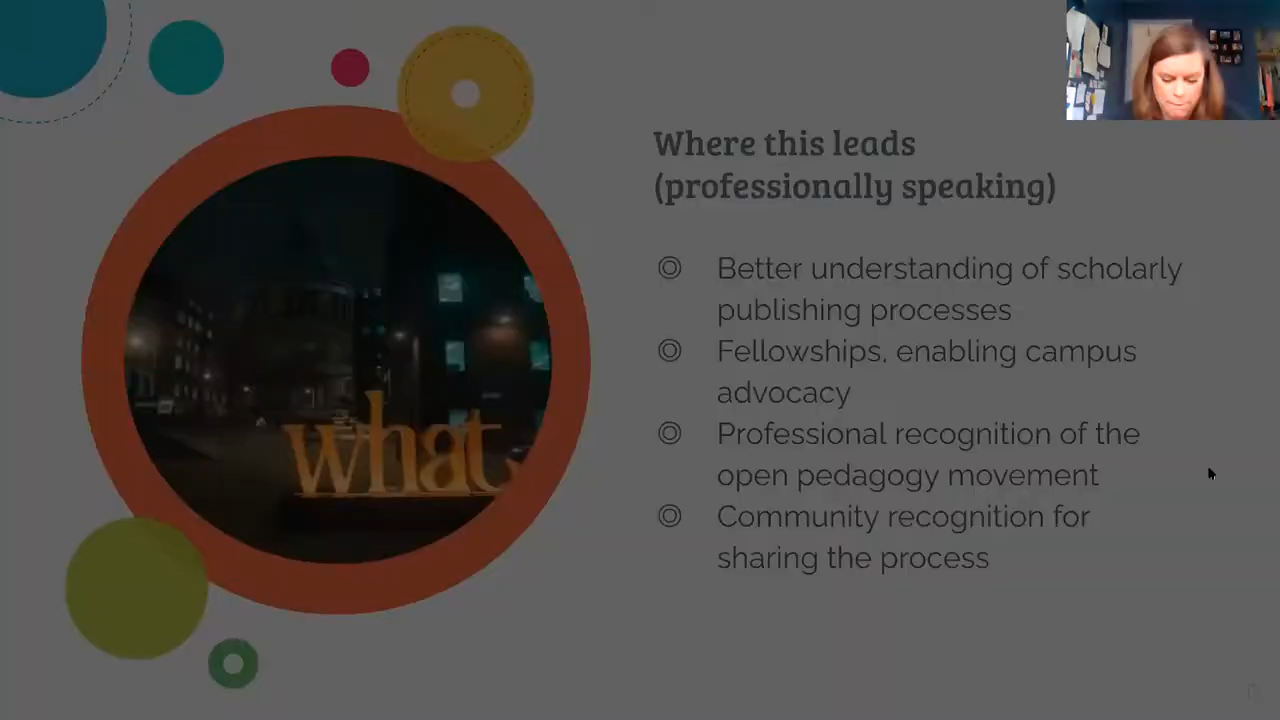 Where this leads
(professionally speaking)
◎ Better understanding of scholarly
publishing processes
◎ Fellowships, enabling campus
advocacy
◎ Professional recognition of the
open pedagogy movement
◎ Community recognition for
sharing the process
what